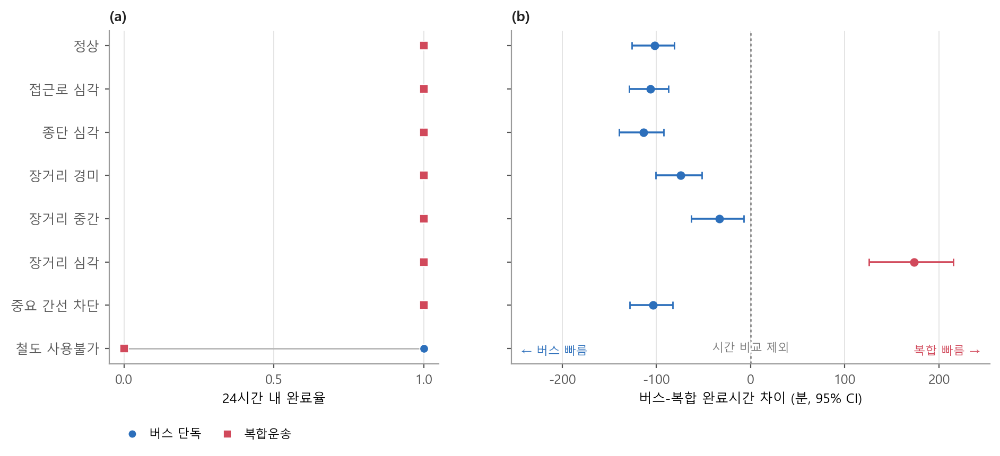 (a)
정상
접근로 심각
종단 심각
장거리 경미
장거리 중간
장거리 심각
중요 간선 차단
철도 사용불가
0.0 0.5 1.0
24시간 내 완료율
버스 단독 복합운송
(b)
← 버스 빠름 시간 비교 제외 복합 빠름 →
-200 -100 0 100 200
버스-복합 완료시간 차이 (분, 95% CI)